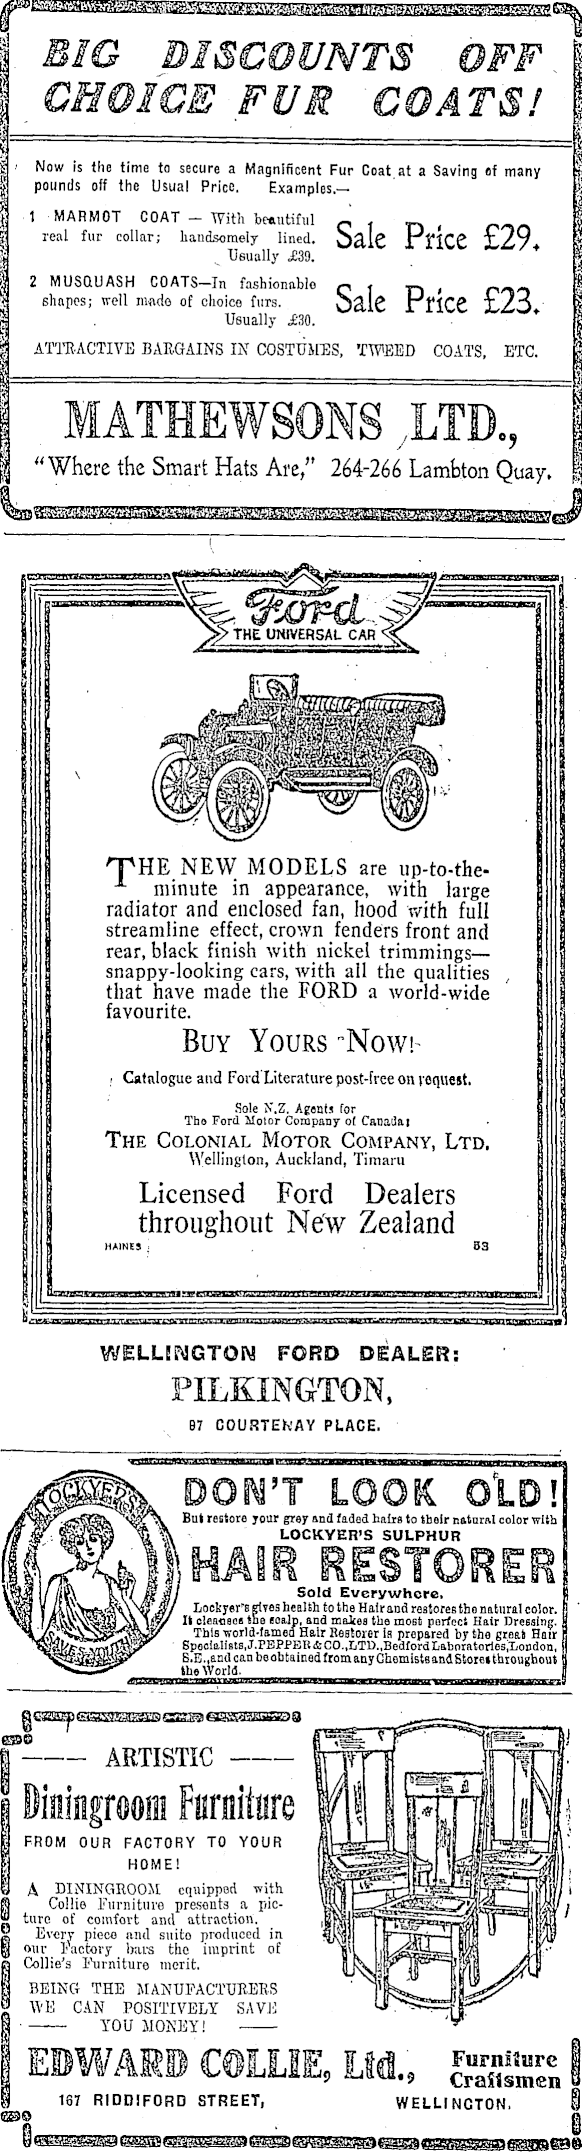 BIG DISCOUNTS OFF
CHOICE FUR COATS!
Now is the time to secure a Magnificent Fur Coat at a Saving of many
pounds off the Usual Price. Examples.—
1 MARMOT COAT — With beautiful
real fur collar; handsomely lined.
Usually £39.
Sale Price £29.
2 MUSQUASH COATS—In fashionable
shapes; well made of choice furs.
Usually £30.
Sale Price £23.
ATTRACTIVE BARGAINS IN COSTUMES, TWEED COATS, ETC.
MATHEWSONS LTD.,
"Where the Smart Hats Are," 264-266 Lambton Quay.
Ford
THE UNIVERSAL CAR
THE NEW MODELS are up-to-the-
minute in appearance, with large
radiator and enclosed fan, hood with full
streamline effect, crown fenders front and
rear, black finish with nickel trimmings—
snappy-looking cars, with all the qualities
that have made the FORD a world-wide
favourite.
BUY YOURS NOW!
Catalogue and Ford Literature post-free on request.
Sole N.Z. Agents for
The Ford Motor Company of Canada:
THE COLONIAL MOTOR COMPANY, LTD.
Wellington, Auckland, Timaru
Licensed Ford Dealers
throughout New Zealand
HAINES 53
WELLINGTON FORD DEALER:
PILKINGTON,
97 COURTENAY PLACE.
LOCKYER'S
SAVES YOUTH
DON'T LOOK OLD!
But restore your grey and faded hairs to their natural color with
LOCKYER'S SULPHUR
HAIR RESTORER
Sold Everywhere.
Lockyer's gives health to the Hair and restores the natural color.
It cleanses the scalp, and makes the most perfect Hair Dressing.
This world-famed Hair Restorer is prepared by the great Hair
Specialists, J. PEPPER & CO., LTD., Bedford Laboratories, London,
S.E., and can be obtained from any Chemists and Stores throughout
the World.
ARTISTIC
Diningroom Furniture
FROM OUR FACTORY TO YOUR
HOME!
A DININGROOM equipped with
Collie Furniture presents a pic-
ture of comfort and attraction.
Every piece and suite produced in
our Factory bears the imprint of
Collie's Furniture merit.
BEING THE MANUFACTURERS
WE CAN POSITIVELY SAVE
YOU MONEY!
EDWARD COLLIE, Ltd., Furniture
Craftsmen
167 RIDDIFORD STREET, WELLINGTON.